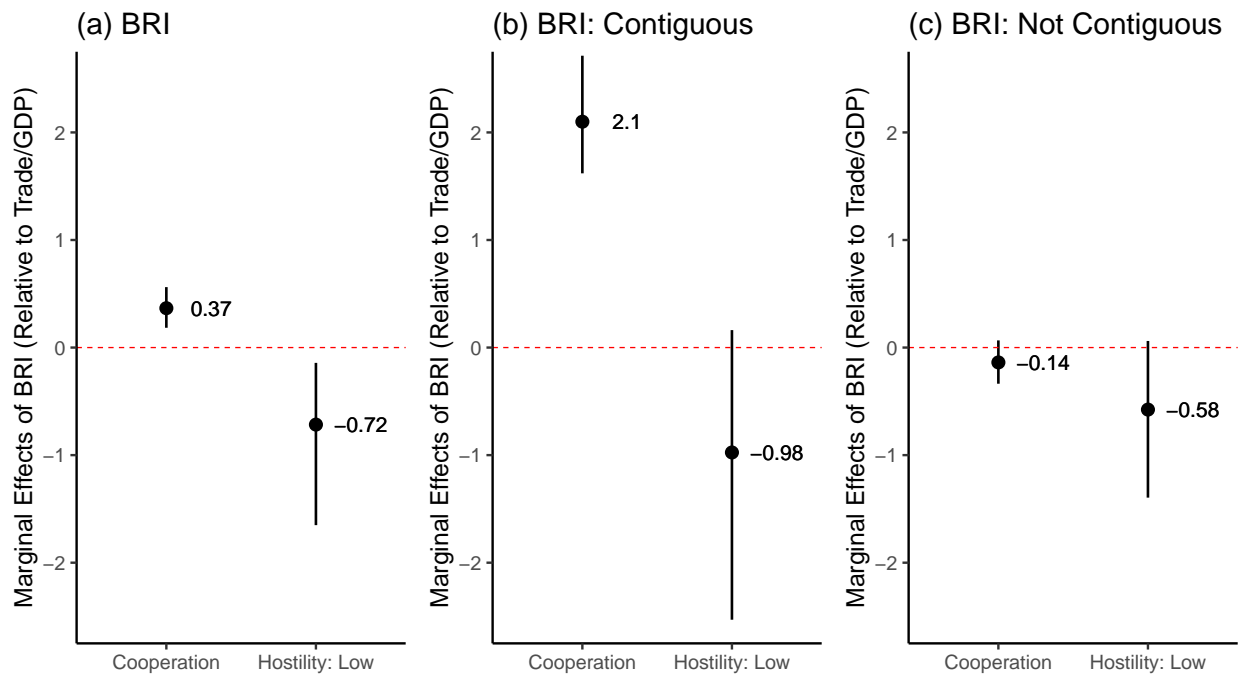 (a) BRI
Marginal Effects of BRI (Relative to Trade/GDP)
2
1
0
−1
−2
0.37
−0.72
Cooperation
Hostility: Low
(b) BRI: Contiguous
Marginal Effects of BRI (Relative to Trade/GDP)
2
1
0
−1
−2
2.1
−0.98
Cooperation
Hostility: Low
(c) BRI: Not Contiguous
Marginal Effects of BRI (Relative to Trade/GDP)
2
1
0
−1
−2
−0.14
−0.58
Cooperation
Hostility: Low